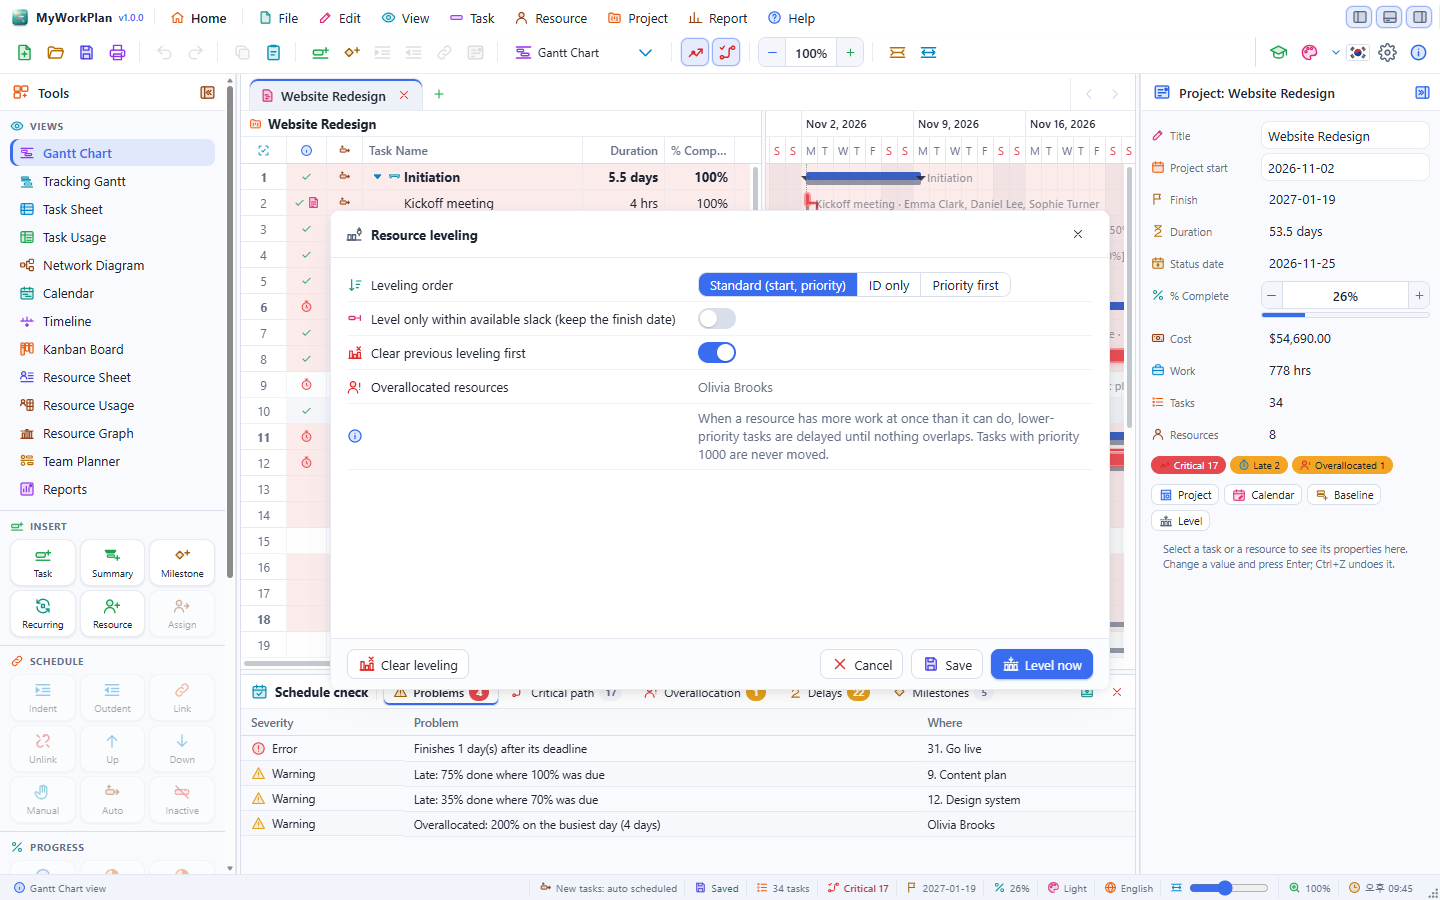 MyWorkPlan v1.0.0
Home
File
Edit
View
Task
Resource
Project
Report
Help
Gantt Chart
100%
Tools
VIEWS
Gantt Chart
Tracking Gantt
Task Sheet
Task Usage
Network Diagram
Calendar
Timeline
Kanban Board
Resource Sheet
Resource Usage
Resource Graph
Team Planner
Reports
INSERT
Task Summary Milestone
Recurring Resource Assign
SCHEDULE
Indent Outdent Link
Unlink Up Down
Manual Auto Inactive
PROGRESS
Website Redesign
Website Redesign
Nov 2, 2026 Nov 9, 2026 Nov 16, 2026
Task Name Duration % Comp...
S S M T W T F S S M T W T F S S M T W T F S S
1 Initiation 5.5 days 100% Initiation
2 Kickoff meeting 4 hrs 100% Kickoff meeting · Emma Clark, Daniel Lee, Sophie Turner
3
4
5
6
7
8
9
10
11
12
13
14
15
16
17
18
19
Resource leveling
Leveling order Standard (start, priority) ID only Priority first
Level only within available slack (keep the finish date)
Clear previous leveling first
Overallocated resources Olivia Brooks
When a resource has more work at once than it can do, lower-
priority tasks are delayed until nothing overlaps. Tasks with priority
1000 are never moved.
Clear leveling Cancel Save Level now
Schedule check Problems 4 Critical path 17 Overallocation 1 Delays 22 Milestones 5
Severity Problem Where
Error Finishes 1 day(s) after its deadline 31. Go live
Warning Late: 75% done where 100% was due 9. Content plan
Warning Late: 35% done where 70% was due 12. Design system
Warning Overallocated: 200% on the busiest day (4 days) Olivia Brooks
Project: Website Redesign
Title Website Redesign
Project start 2026-11-02
Finish 2027-01-19
Duration 53.5 days
Status date 2026-11-25
% Complete 26%
Cost $54,690.00
Work 778 hrs
Tasks 34
Resources 8
Critical 17 Late 2 Overallocated 1
Project Calendar Baseline
Level
Select a task or a resource to see its properties here.
Change a value and press Enter; Ctrl+Z undoes it.
Gantt Chart view
New tasks: auto scheduled
Saved
34 tasks
Critical 17
2027-01-19
26%
Light
English
100%
오후 09:45